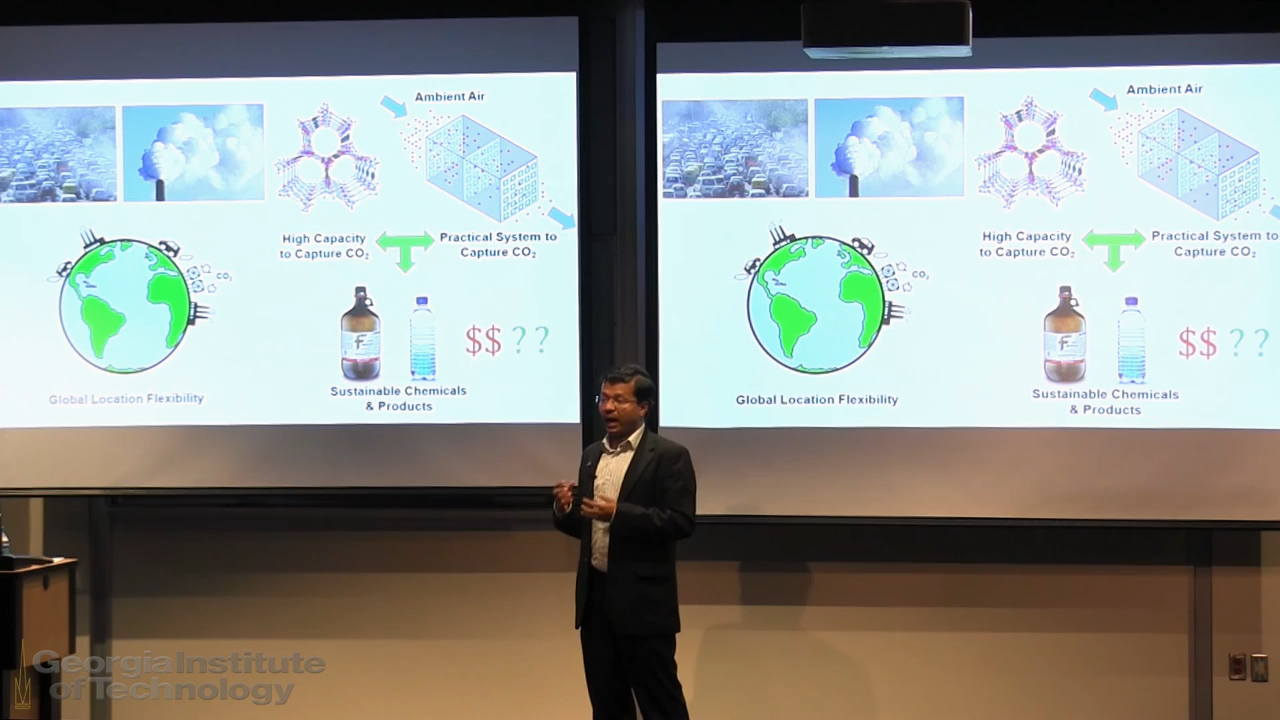 Ambient Air
High Capacity
to Capture CO₂
Practical System to
Capture CO₂
CO₂
$$??
Global Location Flexibility
Sustainable Chemicals
& Products
Ambient Air
High Capacity
to Capture CO₂
Practical System to
Capture CO₂
CO₂
$$??
Global Location Flexibility
Sustainable Chemicals
& Products
Georgia Institute
of Technology